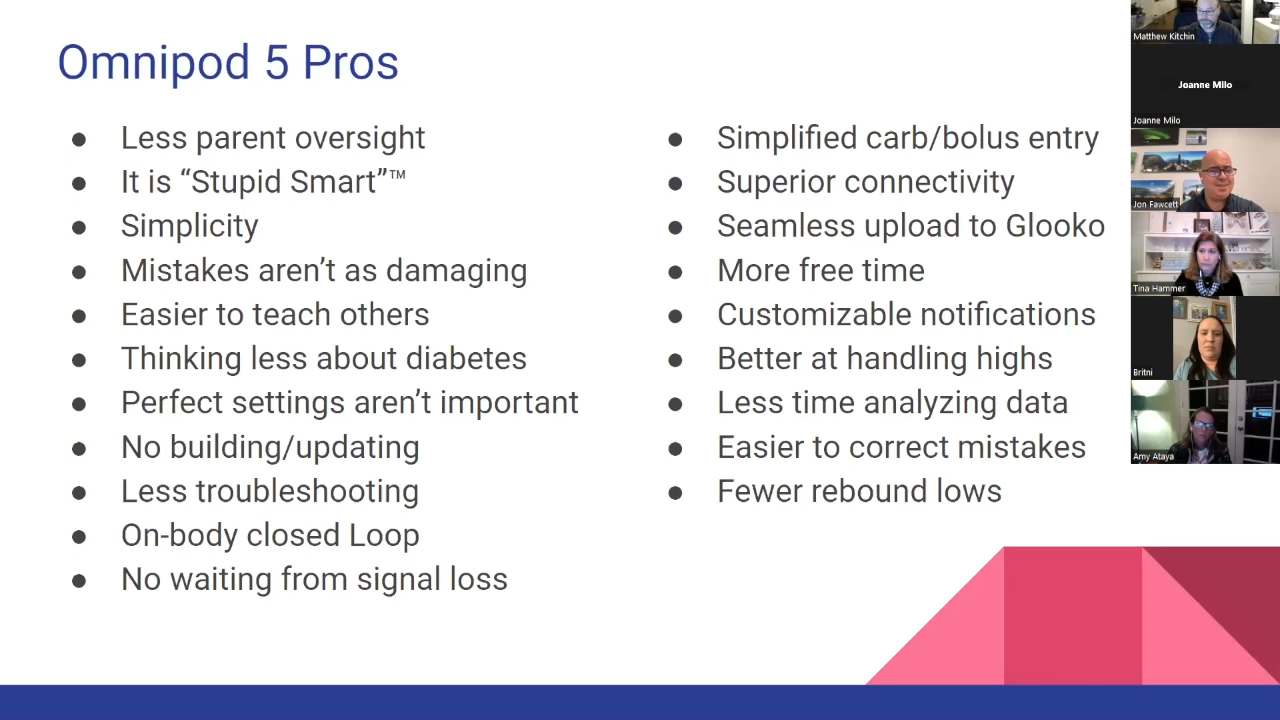 Omnipod 5 Pros
● Less parent oversight
● It is “Stupid Smart”™
● Simplicity
● Mistakes aren’t as damaging
● Easier to teach others
● Thinking less about diabetes
● Perfect settings aren’t important
● No building/updating
● Less troubleshooting
● On-body closed Loop
● No waiting from signal loss
● Simplified carb/bolus entry
● Superior connectivity
● Seamless upload to Glooko
● More free time
● Customizable notifications
● Better at handling highs
● Less time analyzing data
● Easier to correct mistakes
● Fewer rebound lows
Matthew Kitchin
Joanne Milo
Joanne Milo
Jon Fawcett
Tina Hammer
Britni
Amy Ataya